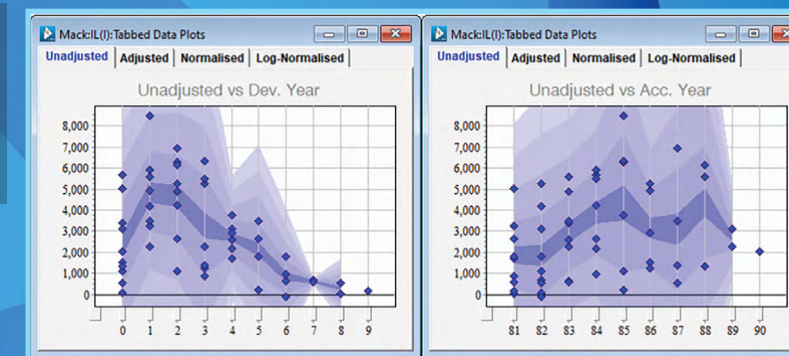 Mack:IL(I):Tabbed Data Plots
Unadjusted Adjusted Normalised Log-Normalised
Unadjusted vs Dev. Year
8,000
7,000
6,000
5,000
4,000
3,000
2,000
1,000
0
0 1 2 3 4 5 6 7 8 9
Mack:IL(I):Tabbed Data Plots
Unadjusted Adjusted Normalised Log-Normalised
Unadjusted vs Acc. Year
8,000
7,000
6,000
5,000
4,000
3,000
2,000
1,000
0
81 82 83 84 85 86 87 88 89 90